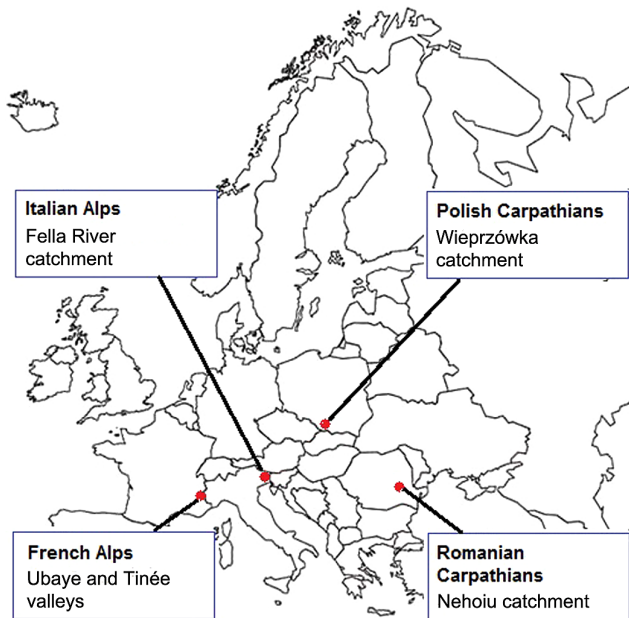 Italian Alps
Fella River
catchment
Polish Carpathians
Wieprzówka
catchment
French Alps
Ubaye and Tinée
valleys
Romanian
Carpathians
Nehoiu catchment